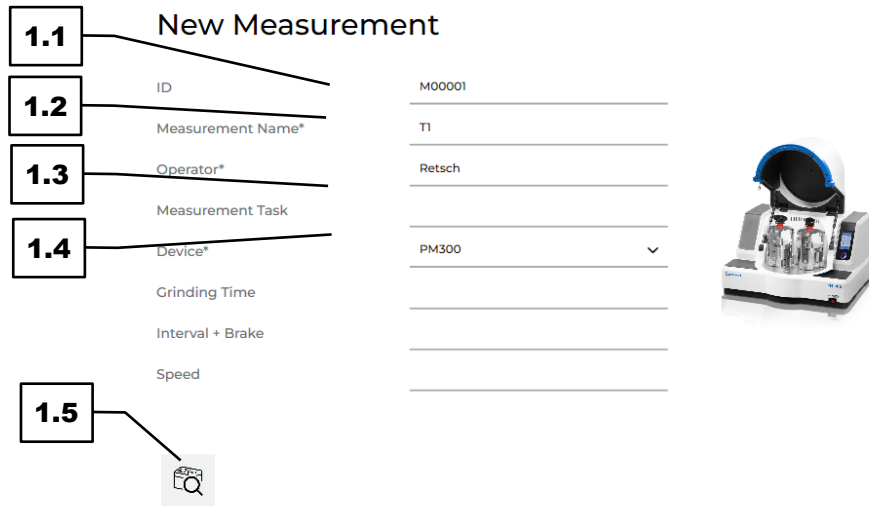 New Measurement
1.1
ID M00001
1.2
Measurement Name* T1
1.3
Operator* Retsch
Measurement Task
1.4
Device* PM300
Grinding Time
Interval + Brake
Speed
1.5